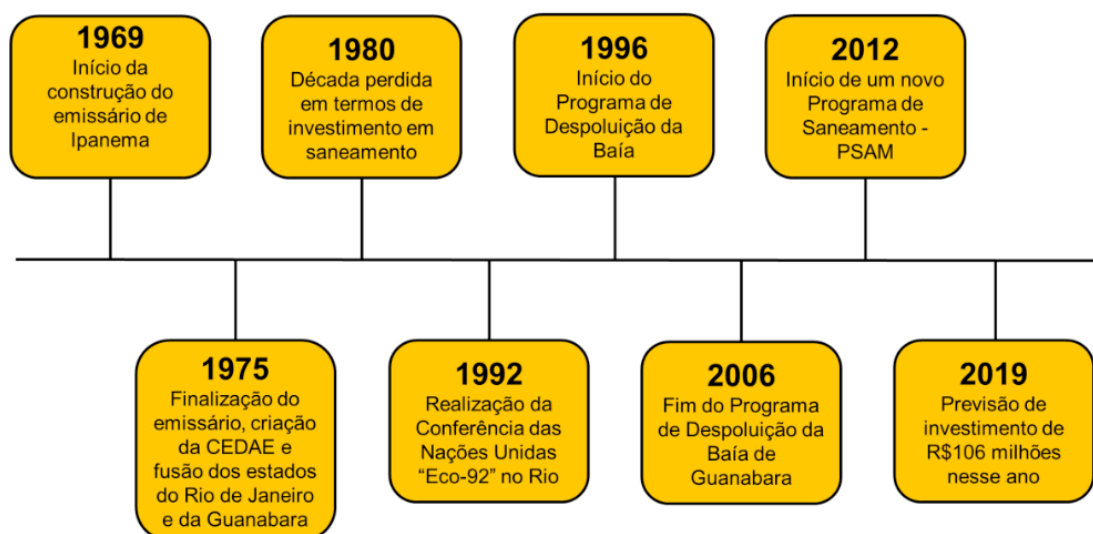 1969
Início da
construção do
emissário de
Ipanema
1980
Década perdida
em termos de
investimento em
saneamento
1996
Início do
Programa de
Despoluição da
Baía
2012
Início de um novo
Programa de
Saneamento -
PSAM
1975
Finalização do
emissário, criação
da CEDAE e
fusão dos estados
do Rio de Janeiro
e da Guanabara
1992
Realização da
Conferência das
Nações Unidas
“Eco-92” no Rio
2006
Fim do Programa
de Despoluição da
Baía de
Guanabara
2019
Previsão de
investimento de
R$106 milhões
nesse ano